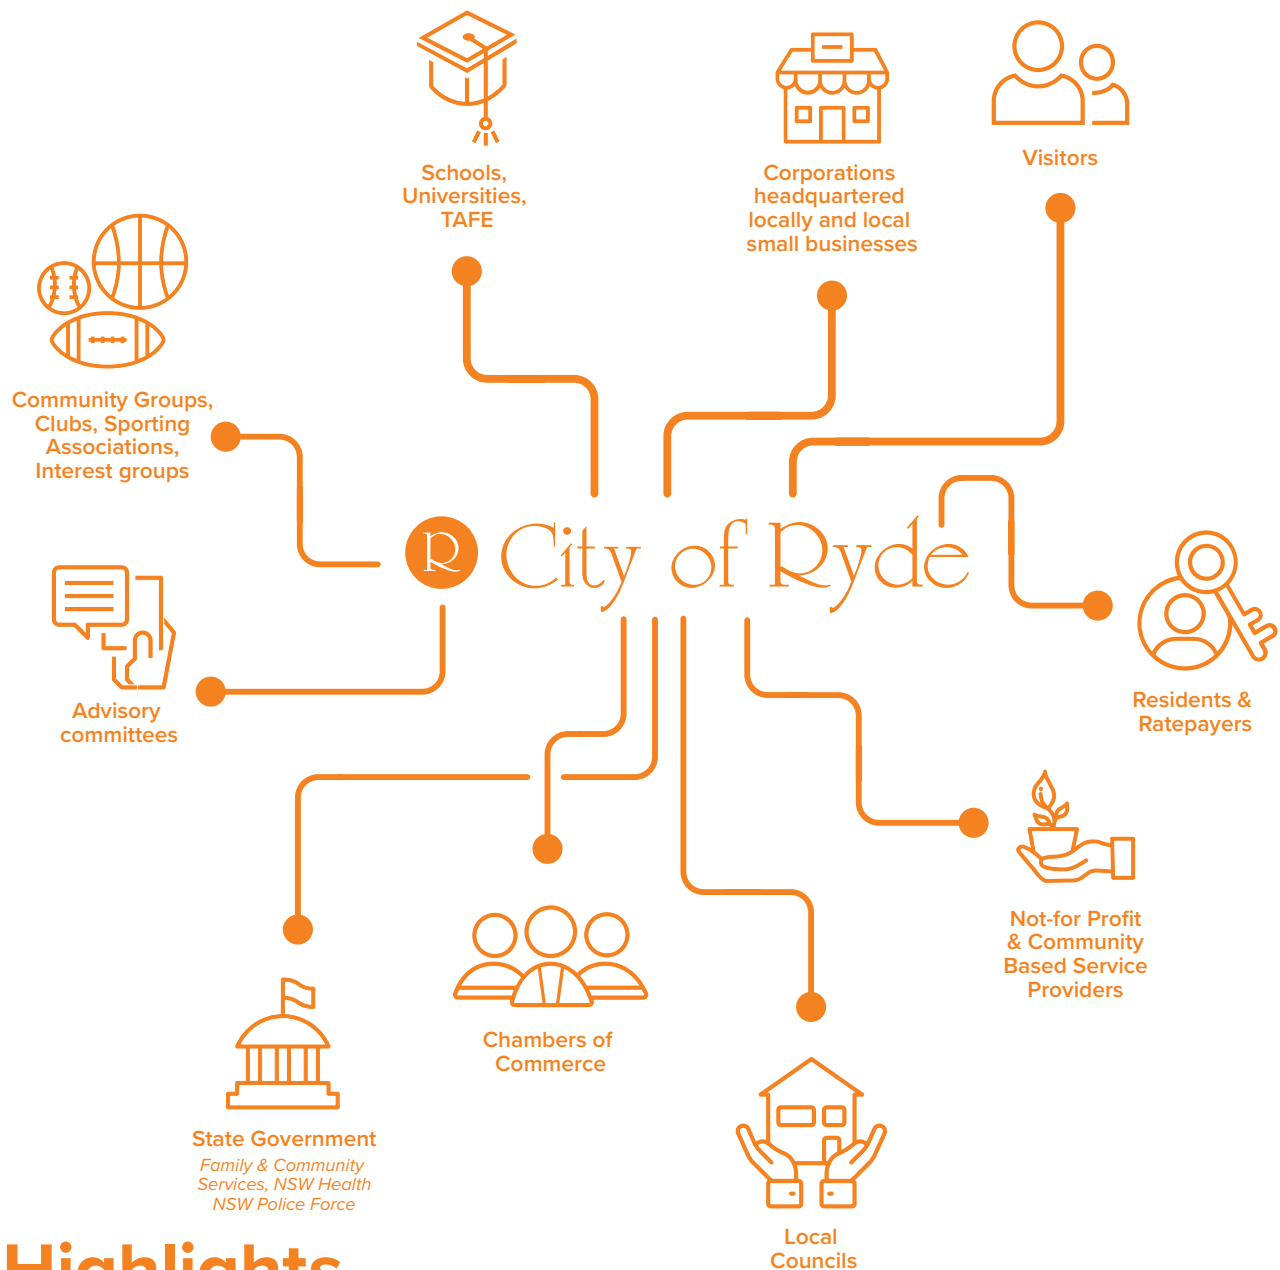 Schools,
Universities,
TAFE
Corporations
headquartered
locally and local
small businesses
Visitors
Community Groups,
Clubs, Sporting
Associations,
Interest groups
R City of Ryde
Advisory
committees
Residents &
Ratepayers
Not-for Profit
& Community
Based Service
Providers
Chambers of
Commerce
State Government
Family & Community
Services, NSW Health
NSW Police Force
Local
Councils
Highlights